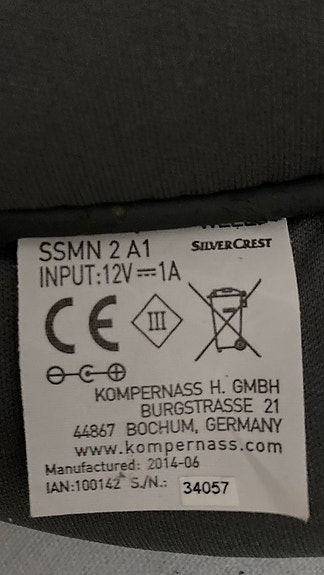 SSMN 2 A1
SILVERCREST
INPUT:12V⎓1A
CE
III
KOMPERNASS H. GMBH
BURGSTRASSE 21
44867 BOCHUM, GERMANY
www.kompernass.com
Manufactured: 2014-06
IAN:100142 S./N.: 34057